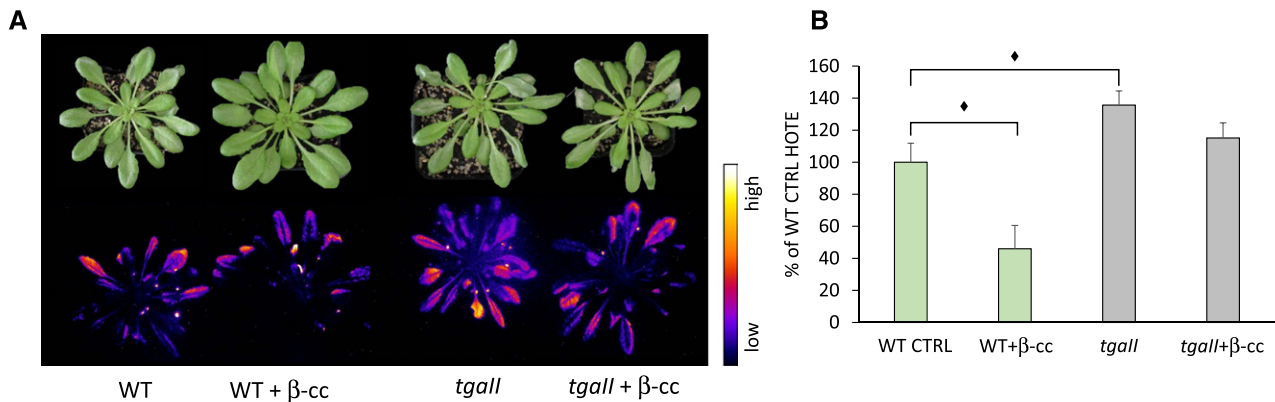 A
WT
WT + β-cc
tgaII
tgaII + β-cc
high
low
B
% of WT CTRL HOTE
160
140
120
100
80
60
40
20
0
♦
♦
WT CTRL
WT+β-cc
tgaII
tgaII+β-cc